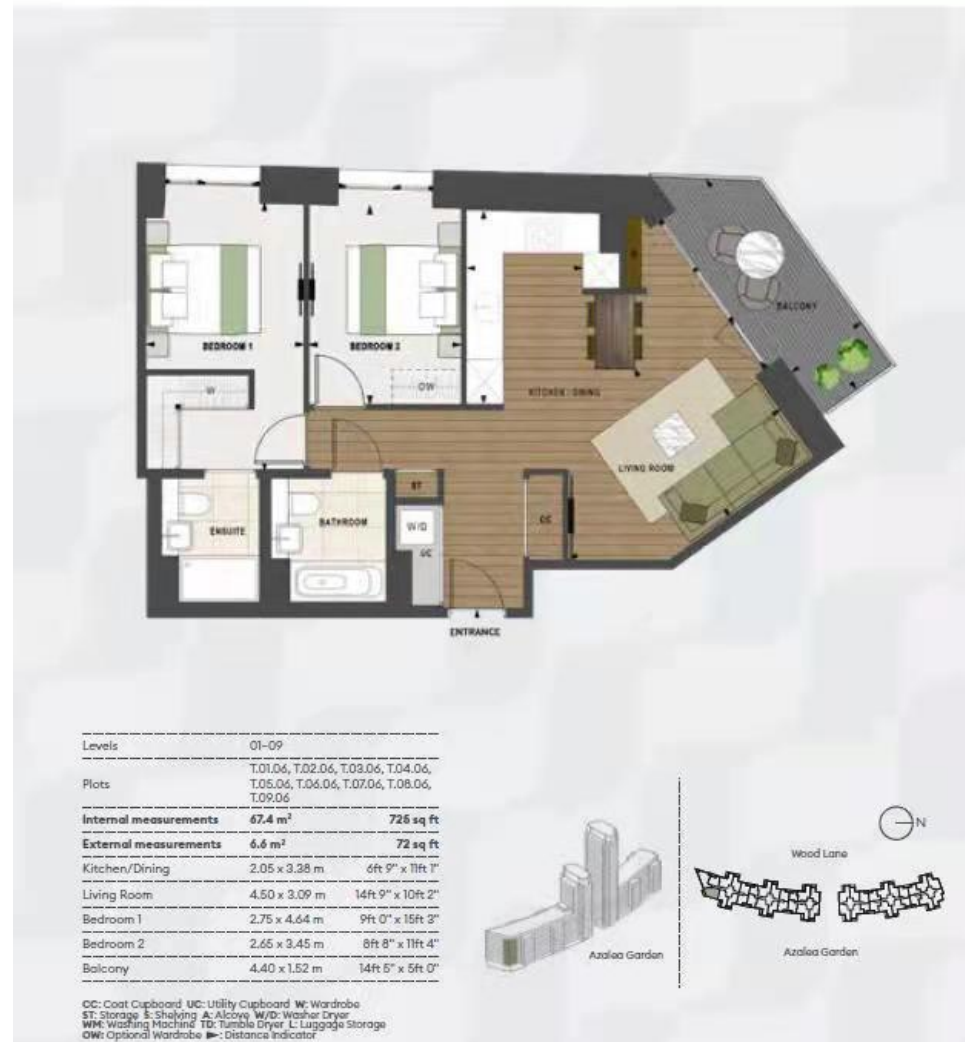 BEDROOM 1
BEDROOM 2
BALCONY
W
OW
KITCHEN / DINING
LIVING ROOM
ST
ENSUITE
BATHROOM
W/D
UC
CC
ENTRANCE
Levels 01–09
Plots T.01.06, T.02.06, T.03.06, T.04.06,
T.05.06, T.06.06, T.07.06, T.08.06,
T.09.06
Internal measurements 67.4 m² 725 sq ft
External measurements 6.6 m² 72 sq ft
Kitchen/Dining 2.05 x 3.38 m 6ft 9" x 11ft 1"
Living Room 4.50 x 3.09 m 14ft 9" x 10ft 2"
Bedroom 1 2.75 x 4.64 m 9ft 0" x 15ft 3"
Bedroom 2 2.65 x 3.45 m 8ft 8" x 11ft 4"
Balcony 4.40 x 1.52 m 14ft 5" x 5ft 0"
CC: Coat Cupboard UC: Utility Cupboard W: Wardrobe
ST: Storage S: Shelving A: Alcove W/D: Washer Dryer
WM: Washing Machine TD: Tumble Dryer L: Luggage Storage
OW: Optional Wardrobe ►: Distance Indicator
Azalea Garden
N
Wood Lane
Azalea Garden